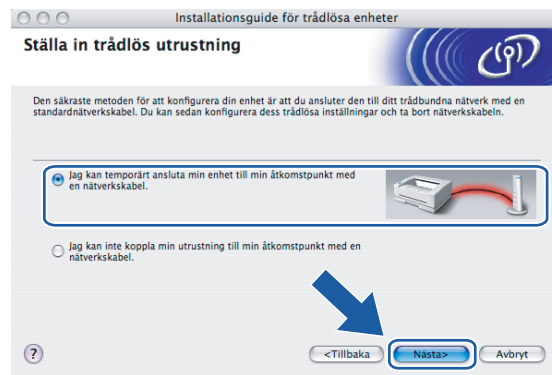 Installationsguide för trådlösa enheter
Ställa in trådlös utrustning
Den säkraste metoden för att konfigurera din enhet är att du ansluter den till ditt trådbundna nätverk med en
standardnätverkskabel. Du kan sedan konfigurera dess trådlösa inställningar och ta bort nätverkskabeln.
Jag kan temporärt ansluta min enhet till min åtkomstpunkt med
en nätverkskabel.
Jag kan inte koppla min utrustning till min åtkomstpunkt med en
nätverkskabel.
?
<Tillbaka
Nästa>
Avbryt